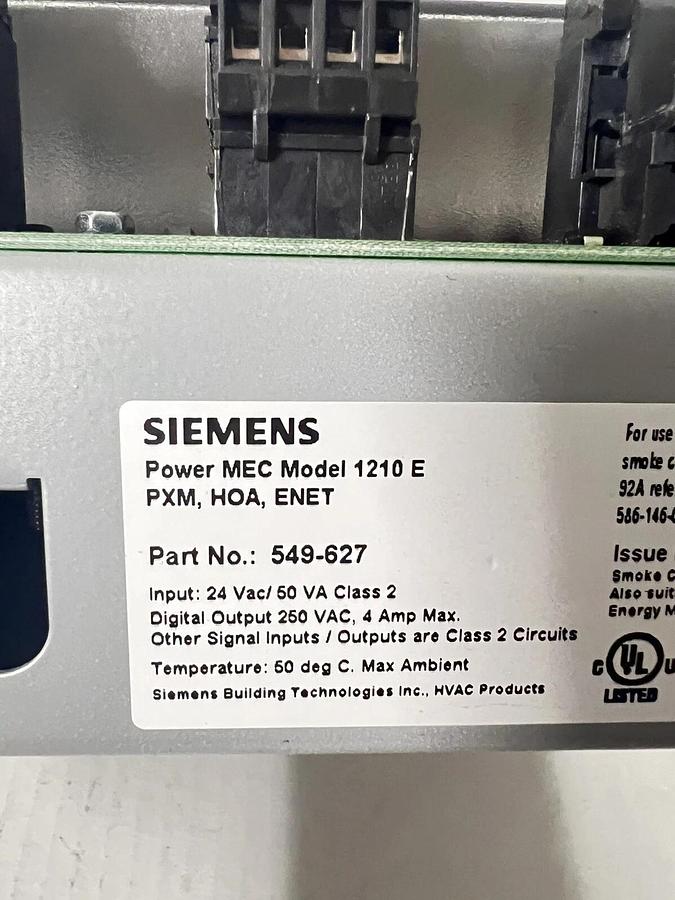 SIEMENS
Power MEC Model 1210 E
PXM, HOA, ENET
Part No.: 549-627
Input: 24 Vac/ 50 VA Class 2
Digital Output 250 VAC, 4 Amp Max.
Other Signal Inputs / Outputs are Class 2 Circuits
Temperature: 50 deg C. Max Ambient
Siemens Building Technologies Inc., HVAC Products
For use
smoke
92A
586-146-
Issue
Smoke
Also
Energy
C UL
LISTED